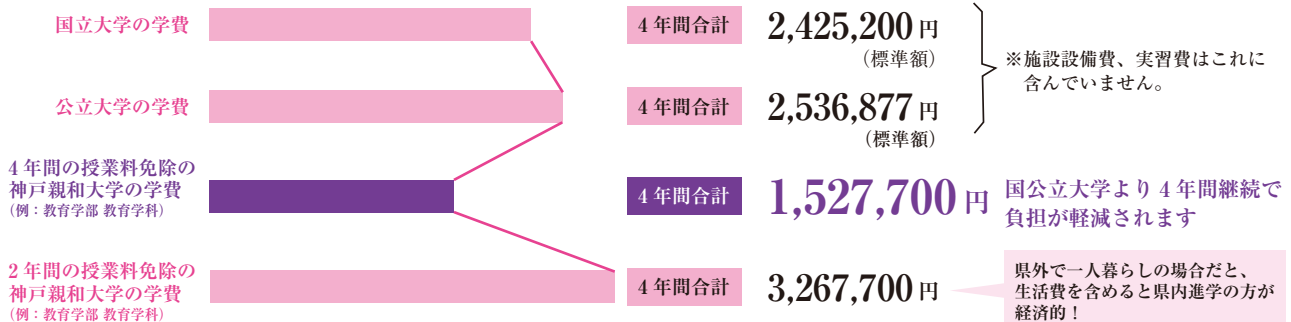 国立大学の学費
4年間合計
2,425,200円
（標準額）
※施設設備費、実習費はこれに
含んでいません。
公立大学の学費
4年間合計
2,536,877円
（標準額）
4年間の授業料免除の
神戸親和大学の学費
（例：教育学部 教育学科）
4年間合計
1,527,700円
国公立大学より4年間継続で
負担が軽減されます
2年間の授業料免除の
神戸親和大学の学費
（例：教育学部 教育学科）
4年間合計
3,267,700円
県外で一人暮らしの場合だと、
生活費を含めると県内進学の方が
経済的！